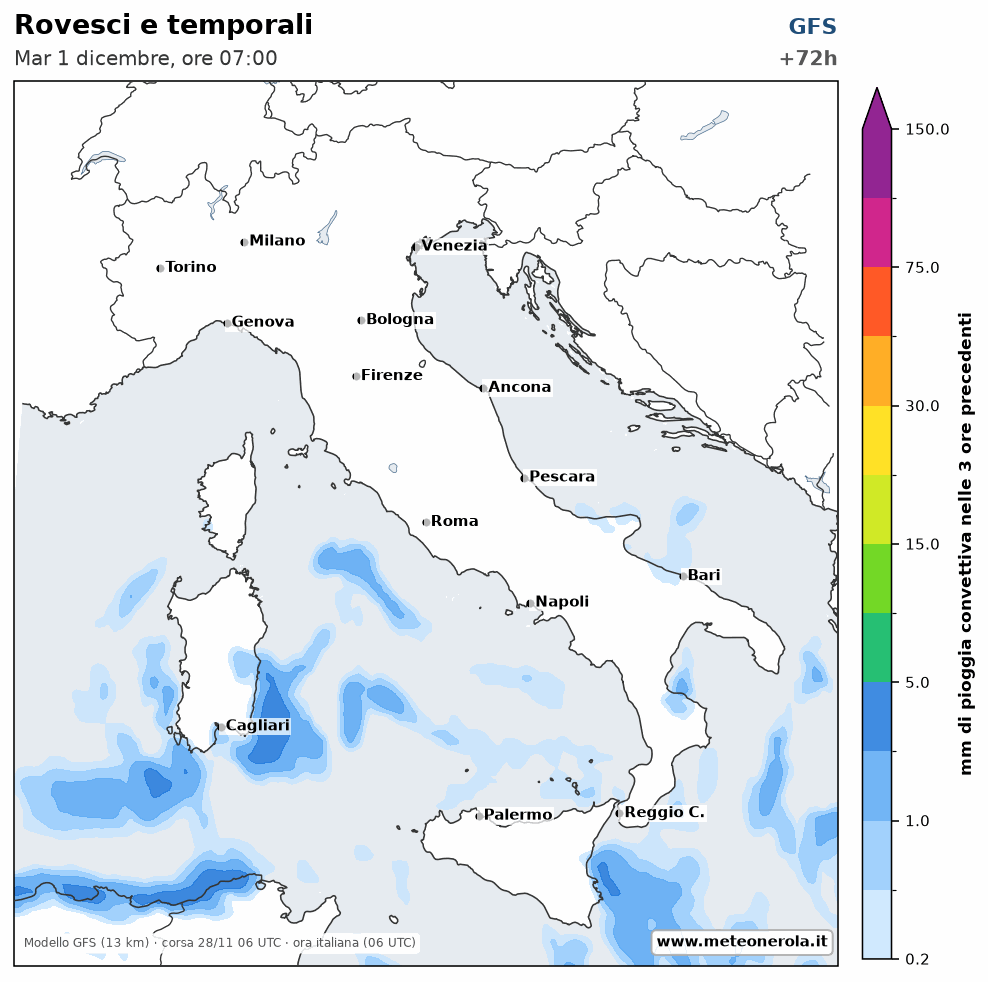 Rovesci e temporali
GFS
Mar 1 dicembre, ore 07:00
+72h
150.0
75.0
30.0
15.0
5.0
1.0
0.2
mm di pioggia convettiva nelle 3 ore precedenti
Milano
Venezia
Torino
Genova
Bologna
Firenze
Ancona
Pescara
Roma
Bari
Napoli
Cagliari
Palermo
Reggio C.
Modello GFS (13 km) · corsa 28/11 06 UTC · ora italiana (06 UTC)
www.meteonerola.it